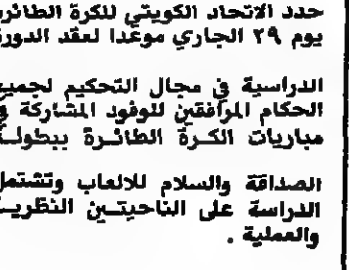 حدد الاتحاد الكويتي للكرة الطائرة
يوم ٢٩ الجاري موعدا لعقد الدورة
الدراسية في مجال التحكيم لجميع
الحكام المرافقين للوفود المشاركة في
مباريات الكرة الطائرة ببطولة
الصداقة والسلام للالعاب وتشتمل
الدراسة على الناحيتين النظرية
والعملية .